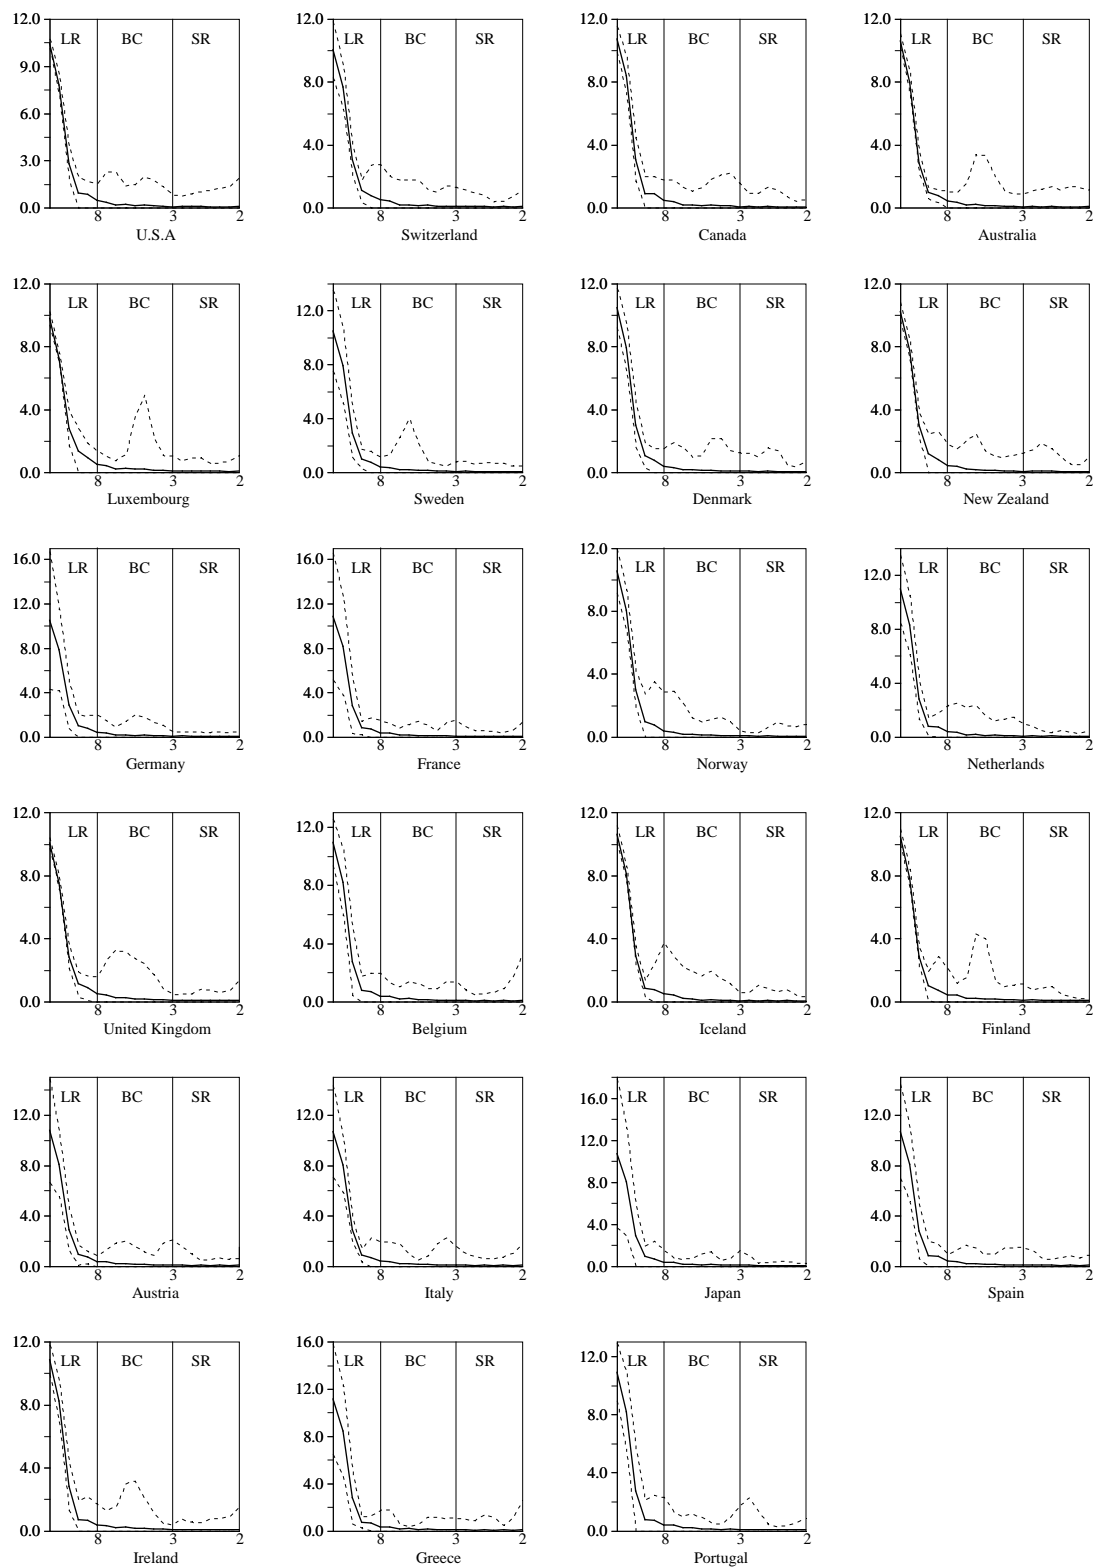 12.0
LR BC SR
9.0
6.0
3.0
0.0
8 3 2
U.S.A
12.0
LR BC SR
8.0
4.0
0.0
8 3 2
Switzerland
12.0
LR BC SR
8.0
4.0
0.0
8 3 2
Canada
12.0
LR BC SR
8.0
4.0
0.0
8 3 2
Australia
12.0
LR BC SR
8.0
4.0
0.0
8 3 2
Luxembourg
LR BC SR
12.0
8.0
4.0
0.0
8 3 2
Sweden
12.0
LR BC SR
8.0
4.0
0.0
8 3 2
Denmark
12.0
LR BC SR
8.0
4.0
0.0
8 3 2
New Zealand
16.0
LR BC SR
12.0
8.0
4.0
0.0
8 3 2
Germany
16.0
LR BC SR
12.0
8.0
4.0
0.0
8 3 2
France
12.0
LR BC SR
8.0
4.0
0.0
8 3 2
Norway
LR BC SR
12.0
8.0
4.0
0.0
8 3 2
Netherlands
12.0
LR BC SR
8.0
4.0
0.0
8 3 2
United Kingdom
12.0
LR BC SR
8.0
4.0
0.0
8 3 2
Belgium
12.0
LR BC SR
8.0
4.0
0.0
8 3 2
Iceland
12.0
LR BC SR
8.0
4.0
0.0
8 3 2
Finland
LR BC SR
12.0
8.0
4.0
0.0
8 3 2
Austria
LR BC SR
12.0
8.0
4.0
0.0
8 3 2
Italy
LR BC SR
16.0
12.0
8.0
4.0
0.0
8 3 2
Japan
LR BC SR
12.0
8.0
4.0
0.0
8 3 2
Spain
12.0
LR BC SR
8.0
4.0
0.0
8 3 2
Ireland
16.0
LR BC SR
12.0
8.0
4.0
0.0
8 3 2
Greece
12.0
LR BC SR
8.0
4.0
0.0
8 3 2
Portugal